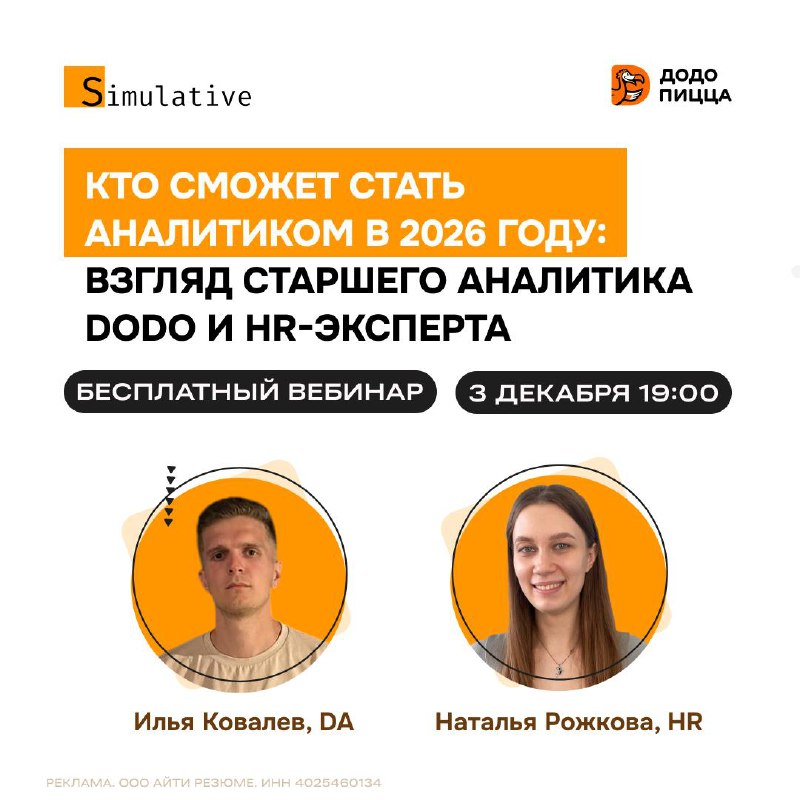 Simulative
ДОДО
ПИЦЦА
КТО СМОЖЕТ СТАТЬ
АНАЛИТИКОМ В 2026 ГОДУ:
ВЗГЛЯД СТАРШЕГО АНАЛИТИКА
DODO И HR-ЭКСПЕРТА
БЕСПЛАТНЫЙ ВЕБИНАР
3 ДЕКАБРЯ 19:00
Илья Ковалев, DA
Наталья Рожкова, HR
РЕКЛАМА. ООО АЙТИ РЕЗЮМЕ. ИНН 4025460134